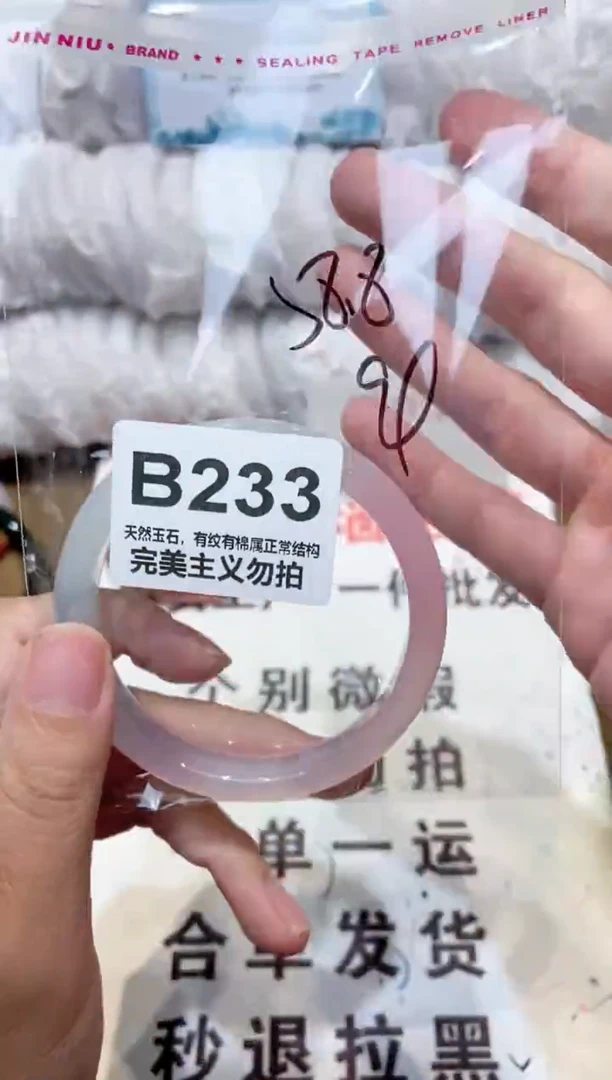 JIN NIU• BRAND ★ ★ ★ SEALING TAPE REMOVE LINER
58.8
B233
天然玉石，有纹有棉属正常结构
完美主义勿拍
一件批发
个别微瑕
拍
单一运
合单发货
秒退拉黑